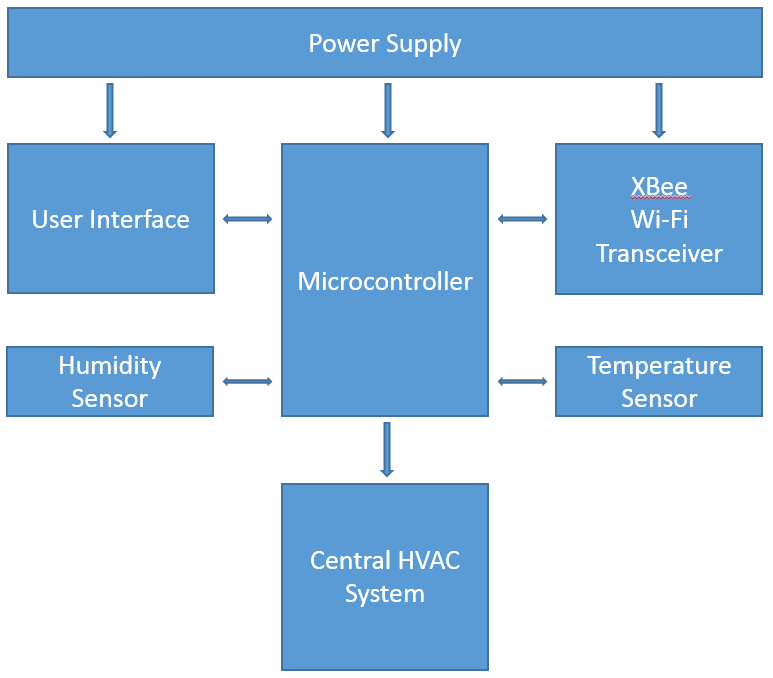 Power Supply
User Interface
Microcontroller
XBee
Wi-Fi
Transceiver
Humidity
Sensor
Temperature
Sensor
Central HVAC
System